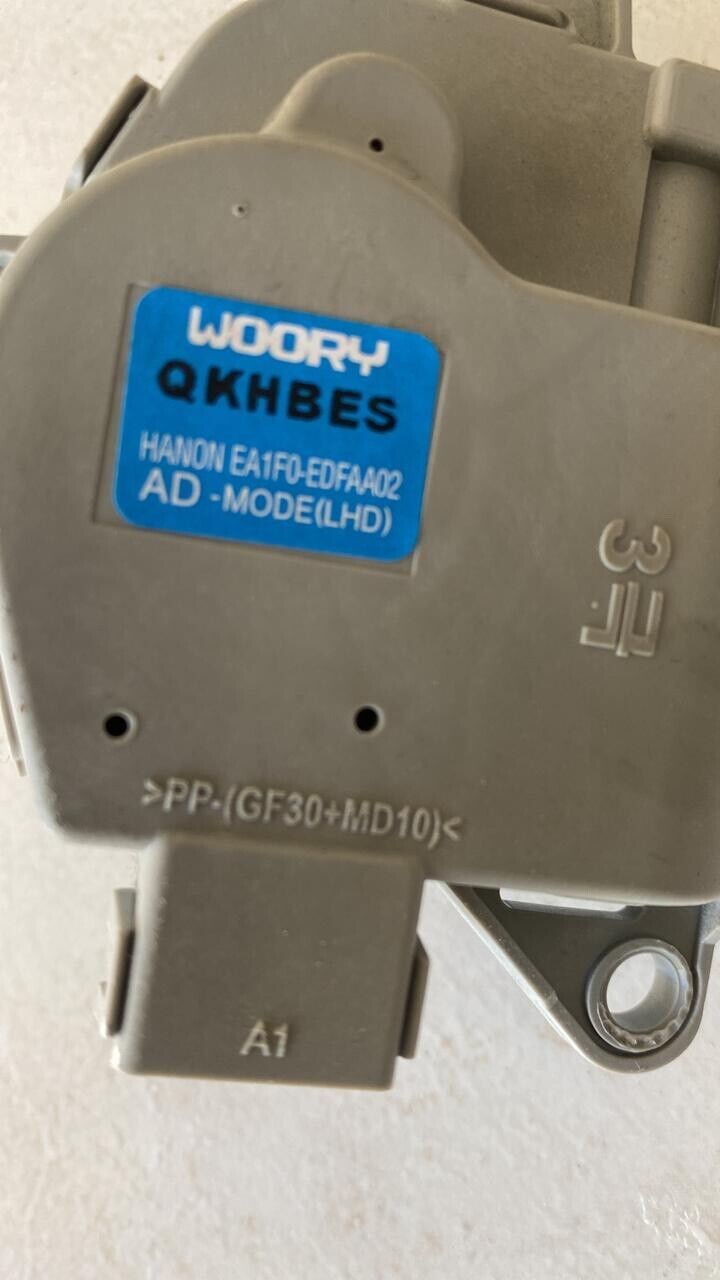 WOORY
QKHBES
HANON EA1F0-EDFAA02
AD -MODE(LHD)
3
>PP-(GF30+MD10)<
A1